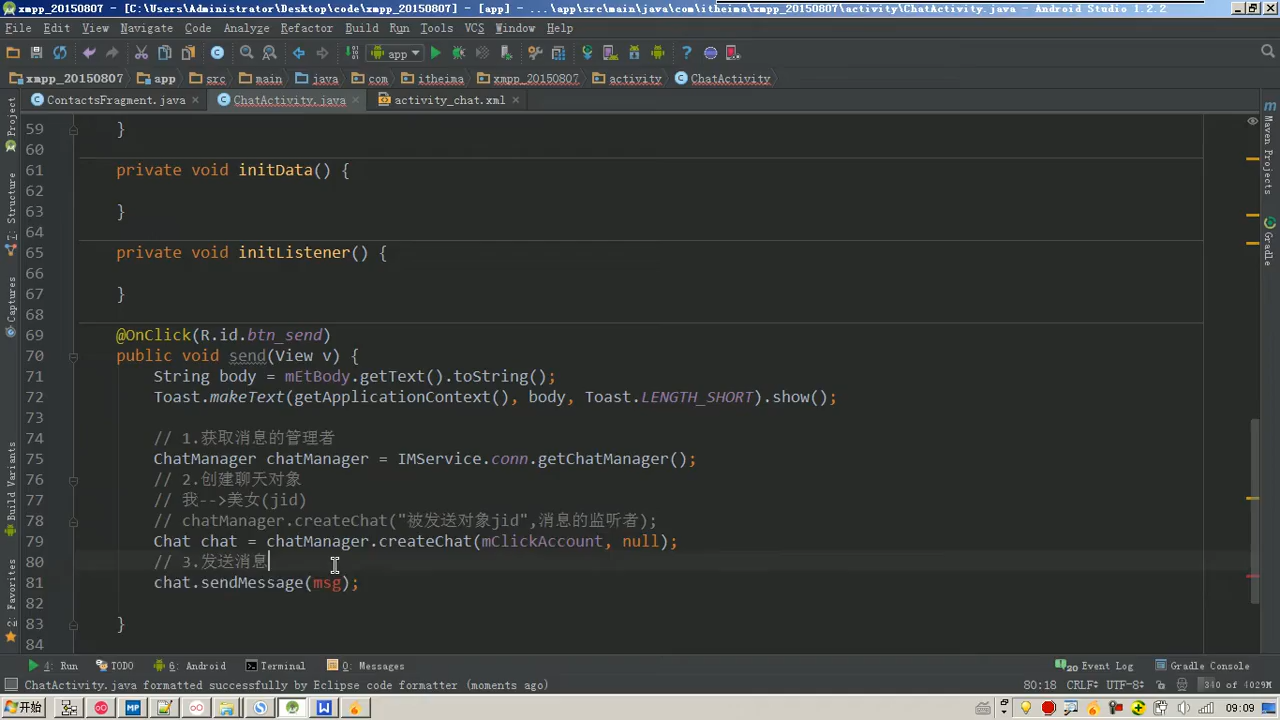 xmpp_20150807 - [C:\Users\Administrator\Desktop\code\xmpp_20150807] - [app] - ...\app\src\main\java\com\itheima\xmpp_20150807\activity\ChatActivity.java - Android Studio 1.2.2
File Edit View Navigate Code Analyze Refactor Build Run Tools VCS Window Help
app
xmpp_20150807 app src main java com itheima xmpp_20150807 activity ChatActivity
ContactsFragment.java ChatActivity.java activity_chat.xml
59 }
60
61 private void initData() {
62
63 }
64
65 private void initListener() {
66
67 }
68
69 @OnClick(R.id.btn_send)
70 public void send(View v) {
71 String body = mEtBody.getText().toString();
72 Toast.makeText(getApplicationContext(), body, Toast.LENGTH_SHORT).show();
73
74 // 1.获取消息的管理者
75 ChatManager chatManager = IMService.conn.getChatManager();
76 // 2.创建聊天对象
77 // 我-->美女(jid)
78 // chatManager.createChat("被发送对象jid",消息的监听者);
79 Chat chat = chatManager.createChat(mClickAccount, null);
80 // 3.发送消息
81 chat.sendMessage(msg);
82
83 }
84
1: Project
7: Structure
Captures
Build Variants
2: Favorites
Maven Projects
Gradle
4: Run TODO 6: Android Terminal 0: Messages 20 Event Log Gradle Console
ChatActivity.java formatted successfully by Eclipse code formatter (moments ago) 80:18 CRLF UTF-8
开始 09:09